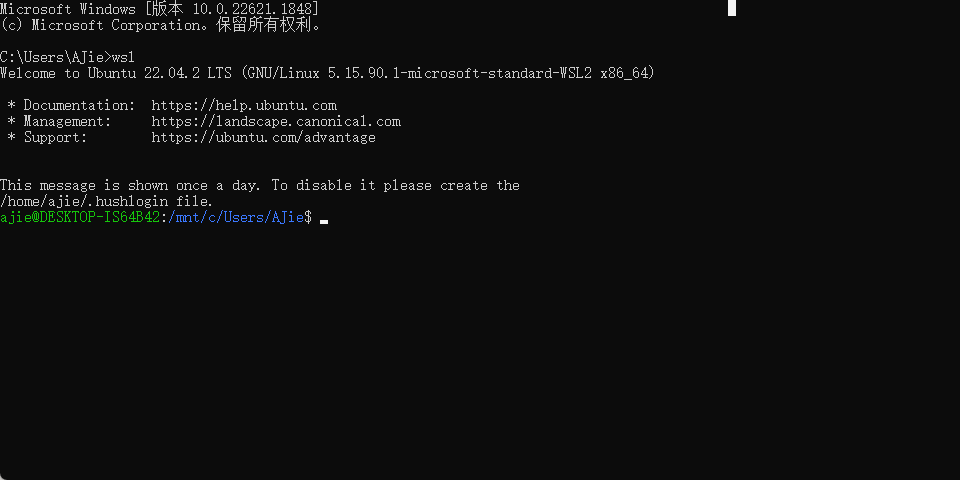 Microsoft Windows [版本 10.0.22621.1848]
(c) Microsoft Corporation。保留所有权利。
C:\Users\AJie>wsl
Welcome to Ubuntu 22.04.2 LTS (GNU/Linux 5.15.90.1-microsoft-standard-WSL2 x86_64)
* Documentation:  https://help.ubuntu.com
* Management:     https://landscape.canonical.com
* Support:        https://ubuntu.com/advantage
This message is shown once a day. To disable it please create the
/home/ajie/.hushlogin file.
ajie@DESKTOP-IS64B42:/mnt/c/Users/AJie$